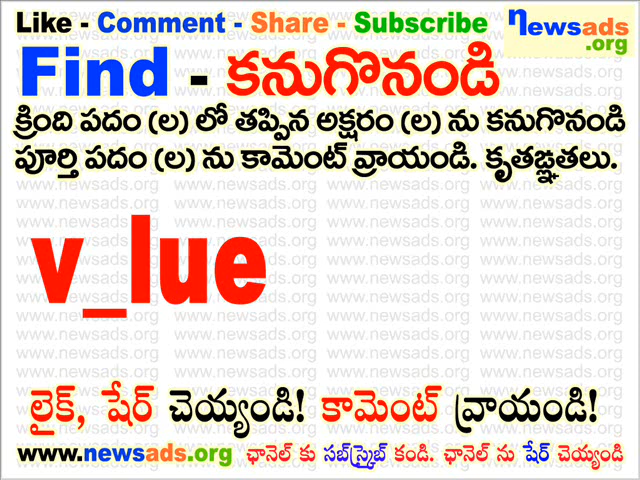 Like - Comment - Share - Subscribe
newsads
.org
Find - కనుగొనండి
క్రింది పదం (ల) లో తప్పిన అక్షరం (ల) ను కనుగొనండి
పూర్తి పదం (ల) ను కామెంట్ వ్రాయండి. కృతజ్ఞతలు.
v_lue
లైక్, షేర్ చెయ్యండి! కామెంట్ వ్రాయండి!
www.newsads.org ఛానెల్ కు సబ్‌స్క్రైబ్ కండి. ఛానెల్ ను షేర్ చెయ్యండి